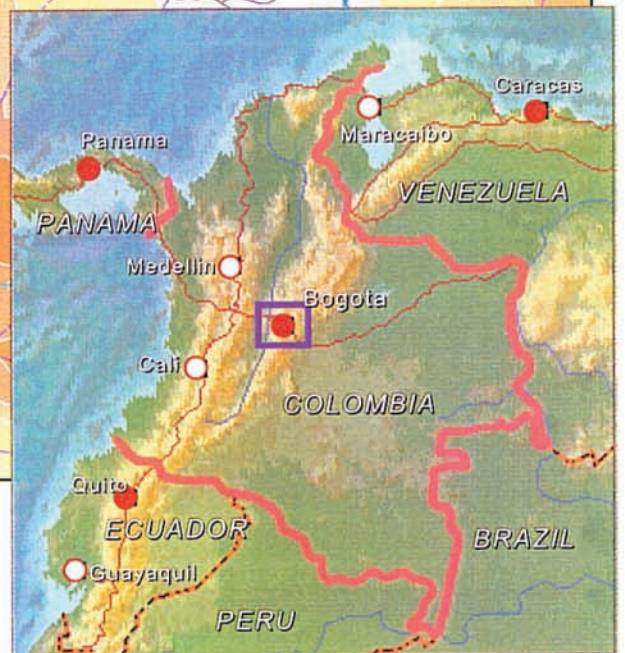 Caracas
Maracaibo
Panama
VENEZUELA
PANAMA
Medellin
Bogota
Cali
COLOMBIA
Quito
ECUADOR
BRAZIL
Guayaquil
PERU